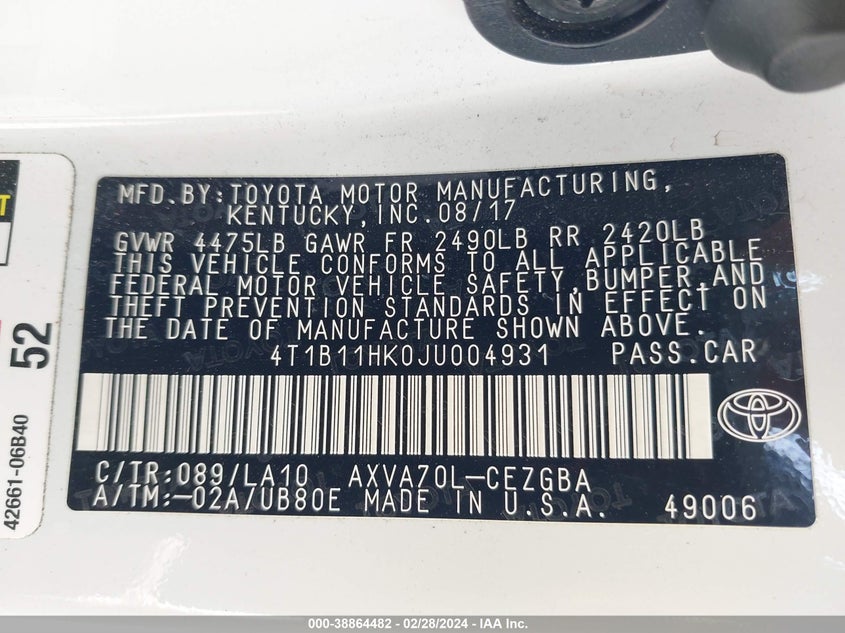 MFD. BY: TOYOTA MOTOR MANUFACTURING,
KENTUCKY, INC. 08/17
GVWR 4475LB GAWR FR 2490LB RR 2420LB
THIS VEHICLE CONFORMS TO ALL APPLICABLE
FEDERAL MOTOR VEHICLE SAFETY, BUMPER, AND
THEFT PREVENTION STANDARDS IN EFFECT ON
THE DATE OF MANUFACTURE SHOWN ABOVE.
4T1B11HK0JU004931 PASS.CAR
C/TR:089/LA10 AXVA70L-CEZGBA
A/TM:-02A/UB80E MADE IN U.S.A. 49006
52
42661-06B40
000-38864482 / 02/28/2024 - IAA Inc.